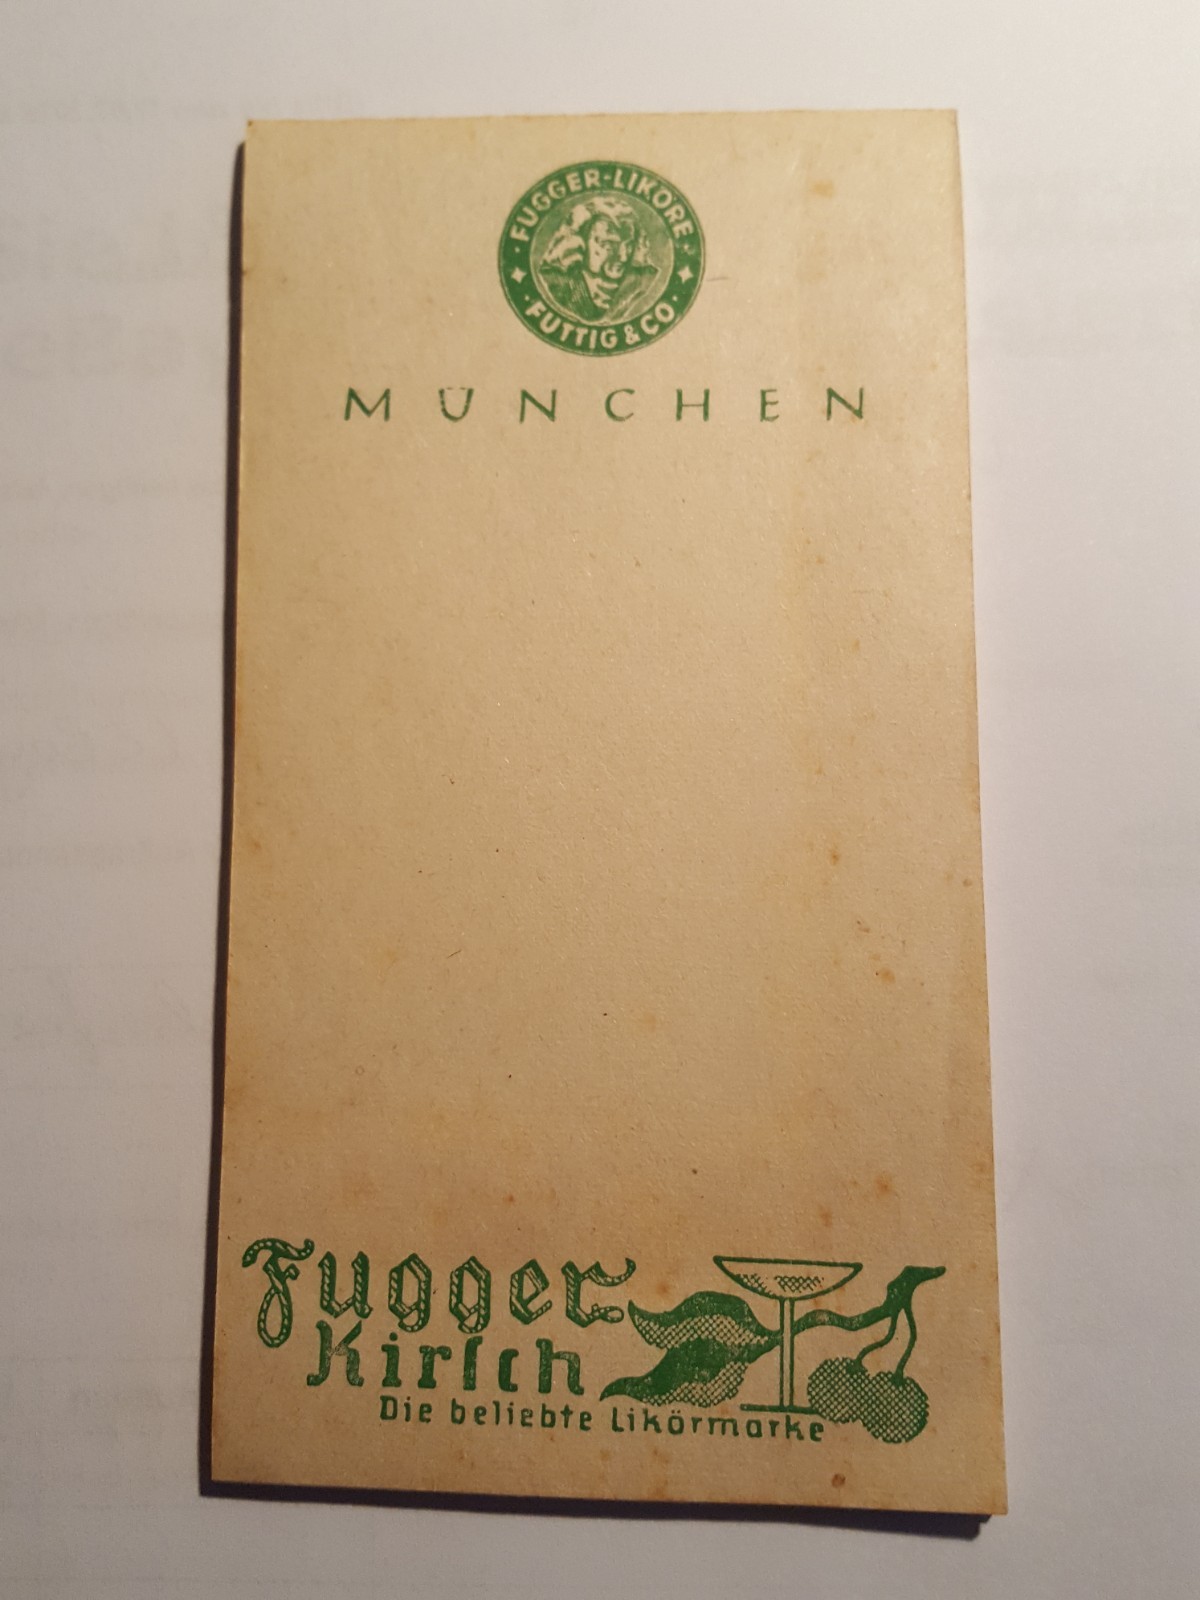 FUGGER-LIKÖRE
FUTTIG & CO.
MÜNCHEN
Fugger
Kirſch
Die beliebte Likörmarke